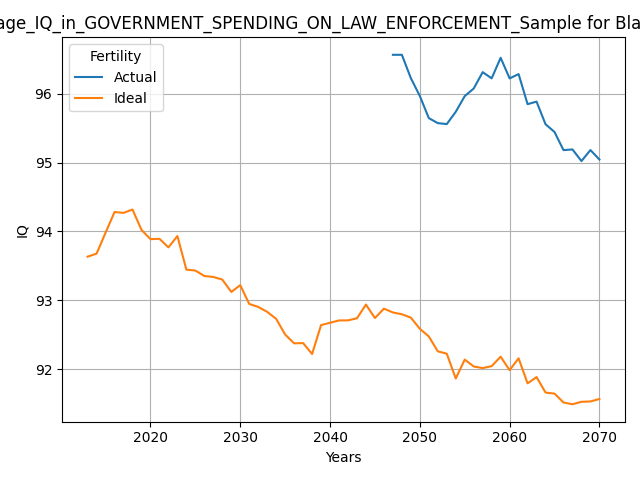 age_IQ_in_GOVERNMENT_SPENDING_ON_LAW_ENFORCEMENT_Sample for Bla
Fertility
Actual
Ideal
96
95
94
93
92
IQ
2020 2030 2040 2050 2060 2070
Years